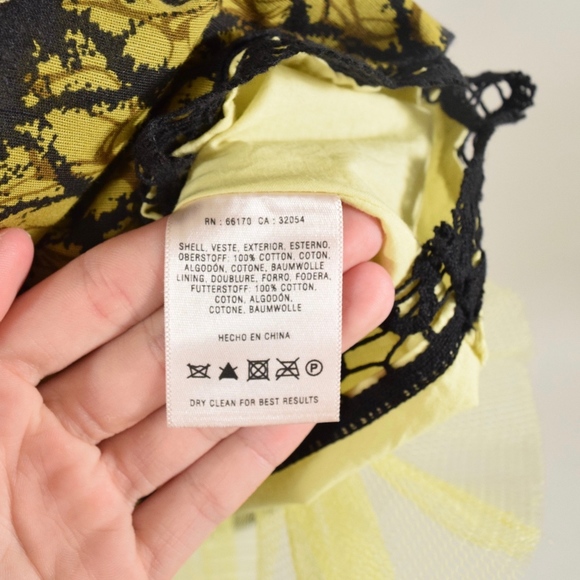 RN : 66170 CA : 32054
SHELL, VESTE, EXTERIOR, ESTERNO,
OBERSTOFF: 100% COTTON, COTON,
ALGODÓN, COTONE, BAUMWOLLE
LINING, DOUBLURE, FORRO, FODERA,
FUTTERSTOFF: 100% COTTON,
COTON, ALGODÓN,
COTONE, BAUMWOLLE
HECHO EN CHINA
P
DRY CLEAN FOR BEST RESULTS